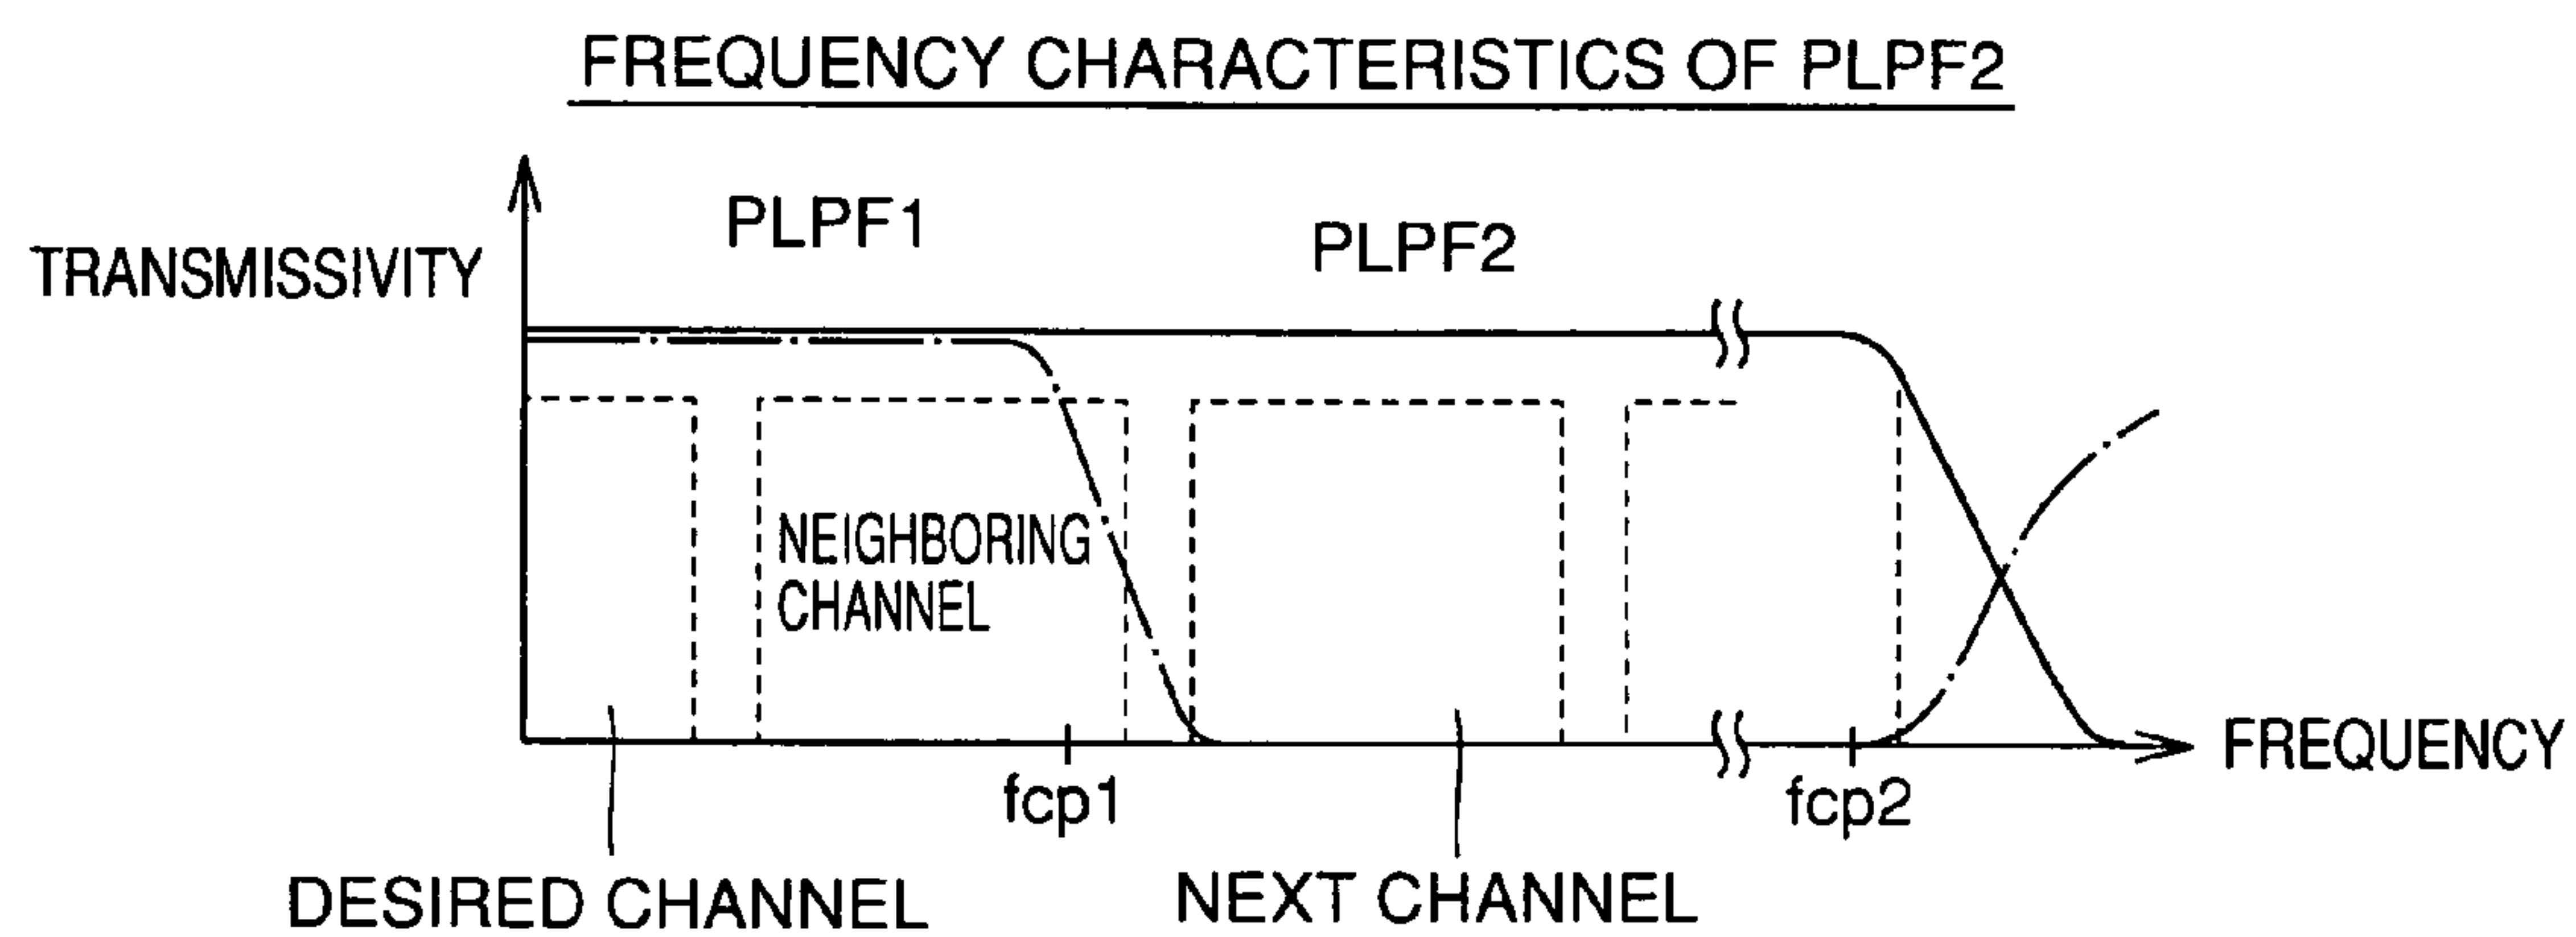 FREQUENCY CHARACTERISTICS OF PLPF2
PLPF1
PLPF2
TRANSMISSIVITY
NEIGHBORING
CHANNEL
FREQUENCY
fcp1
fcp2
DESIRED CHANNEL
NEXT CHANNEL